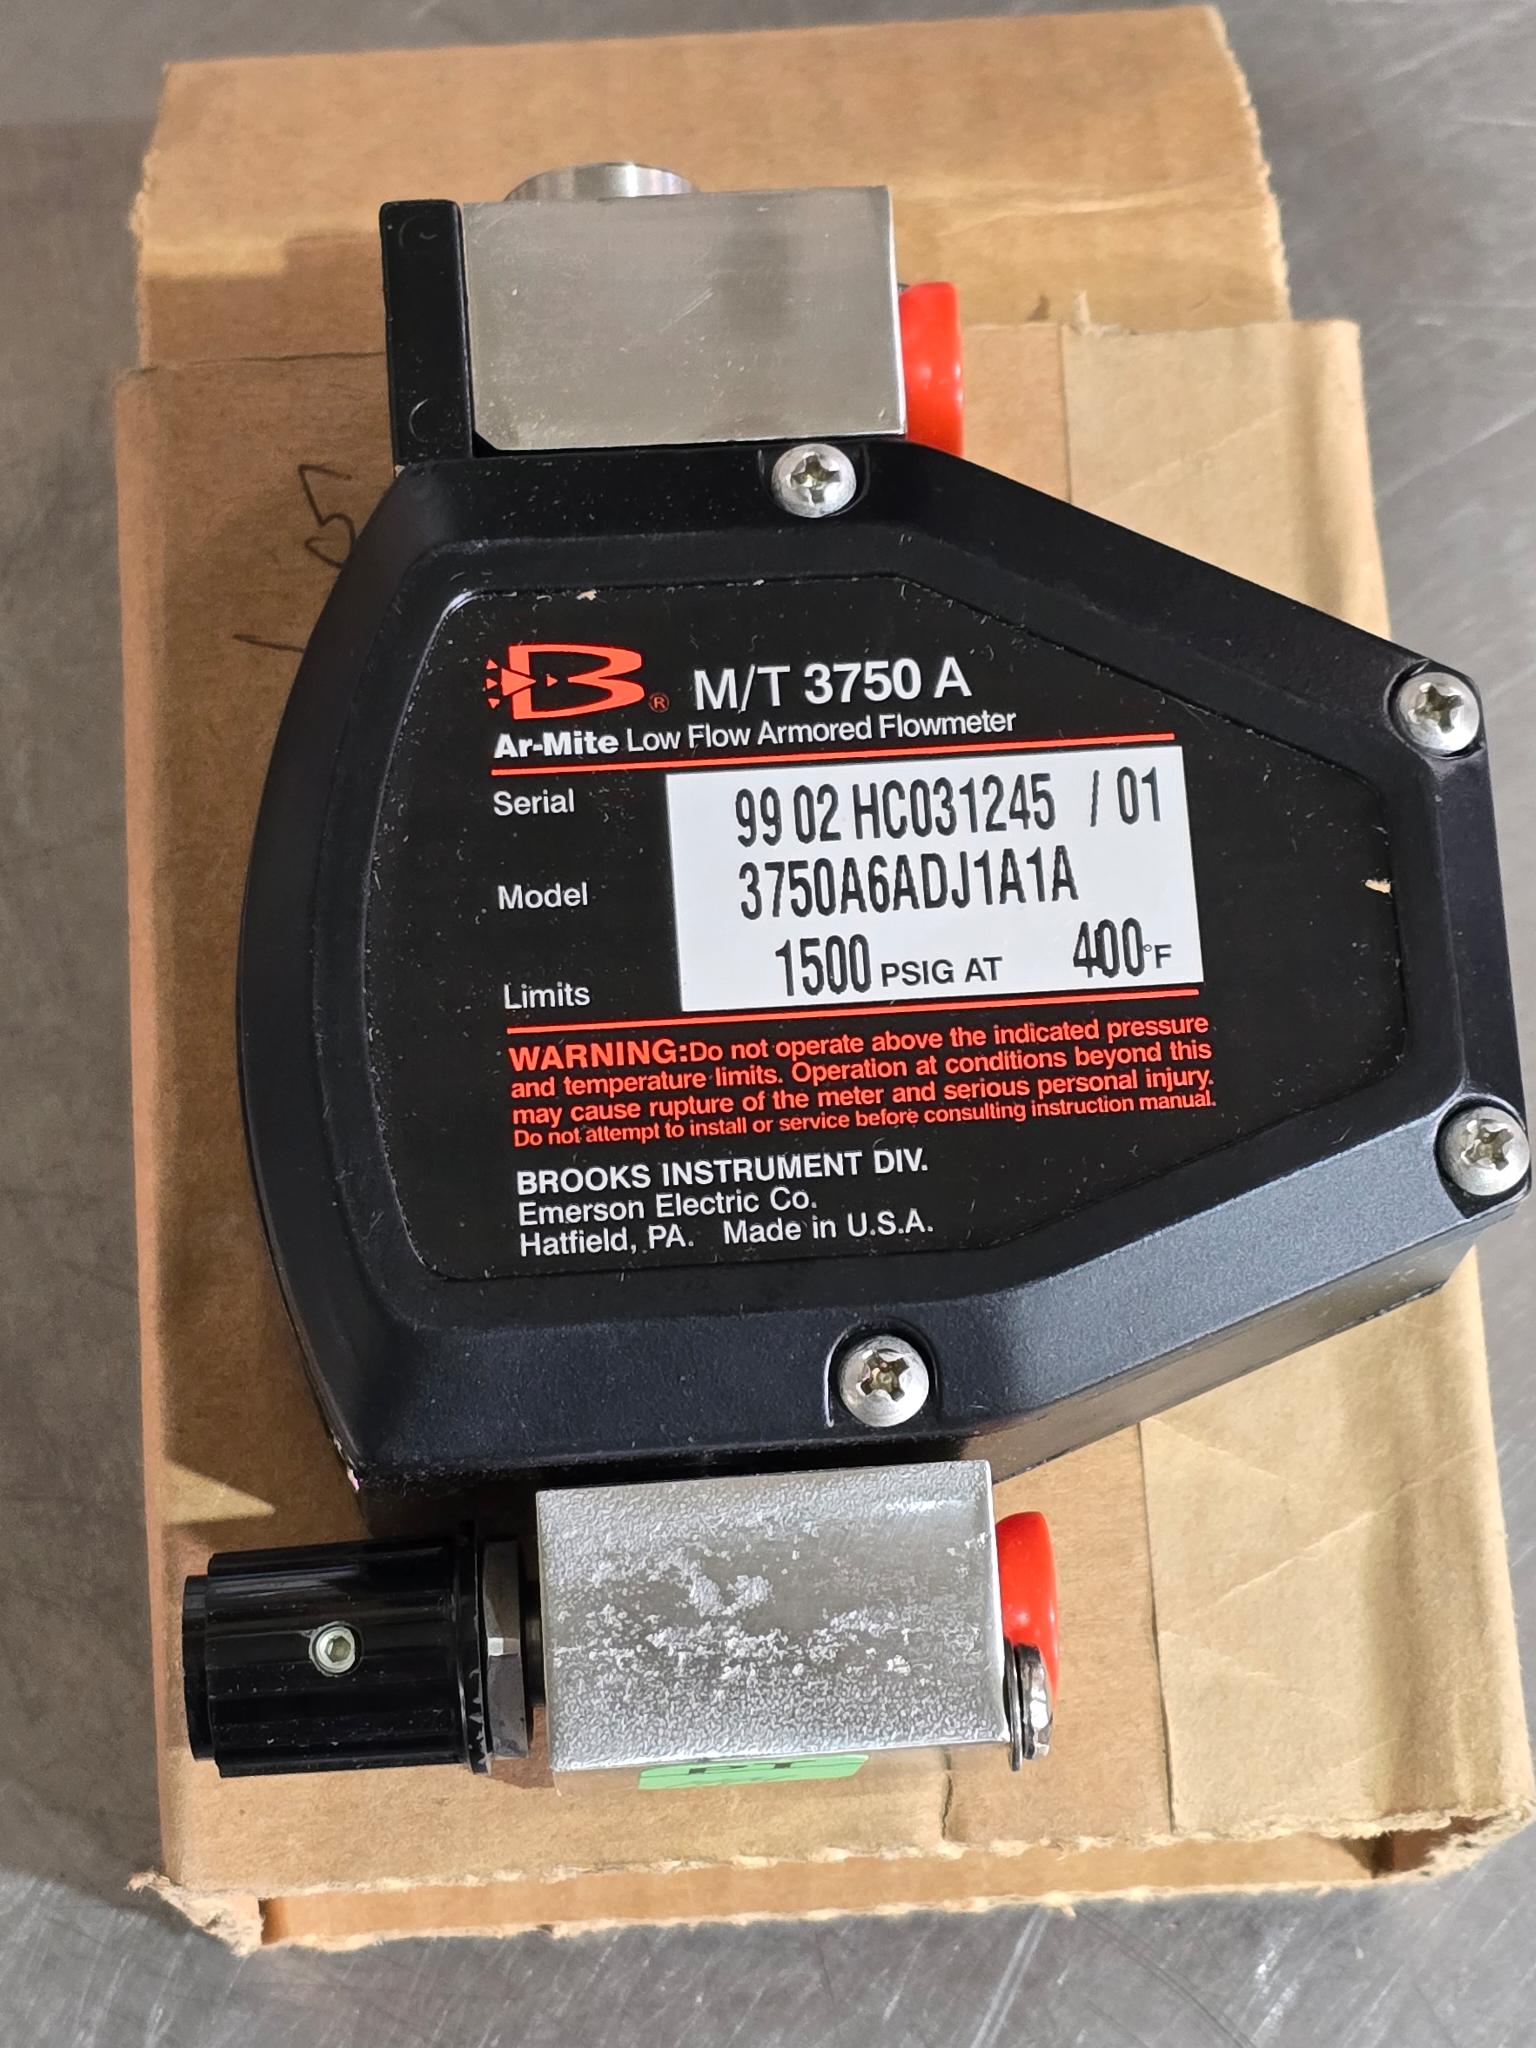 05
B® M/T 3750 A
Ar-Mite Low Flow Armored Flowmeter
Serial 99 02 HC031245 / 01
Model 3750A6ADJ1A1A
Limits 1500 PSIG AT 400°F
WARNING:Do not operate above the indicated pressure
and temperature limits. Operation at conditions beyond this
may cause rupture of the meter and serious personal injury.
Do not attempt to install or service before consulting instruction manual.
BROOKS INSTRUMENT DIV.
Emerson Electric Co.
Hatfield, PA. Made in U.S.A.